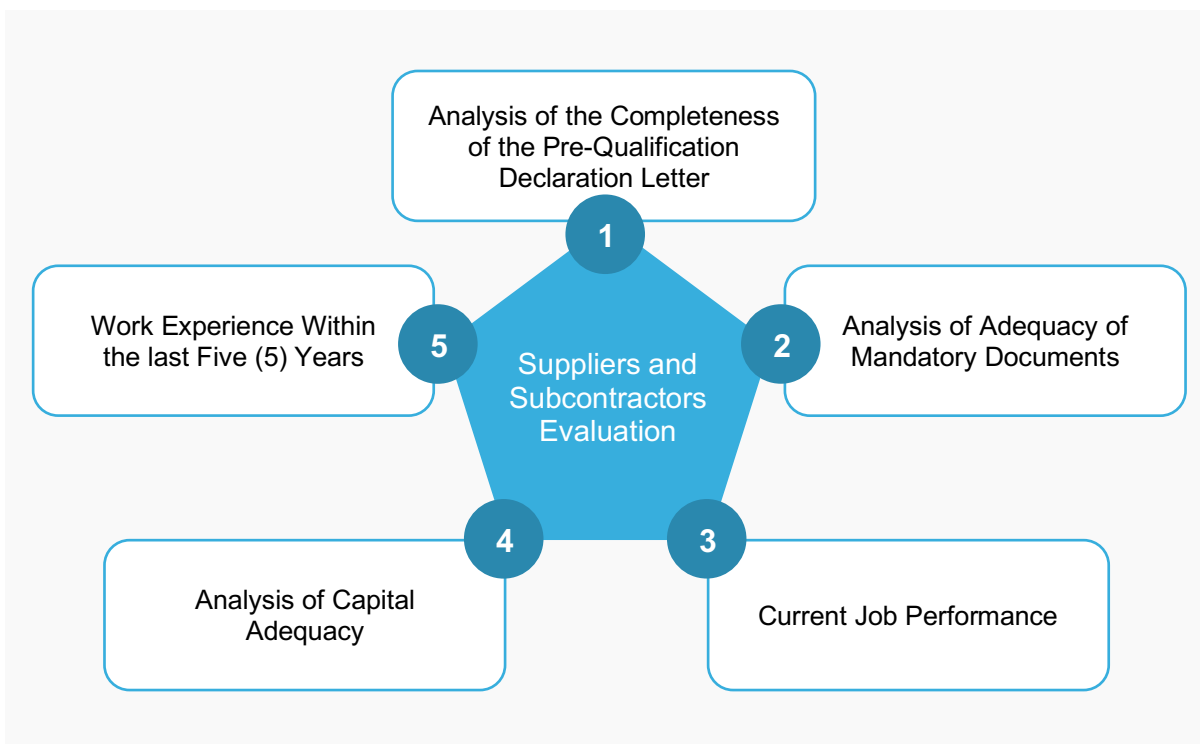 Analysis of the Completeness
of the Pre-Qualification
Declaration Letter
1
Work Experience Within
the last Five (5) Years
5
Suppliers and
Subcontractors
Evaluation
2
Analysis of Adequacy of
Mandatory Documents
4
Analysis of Capital
Adequacy
3
Current Job Performance